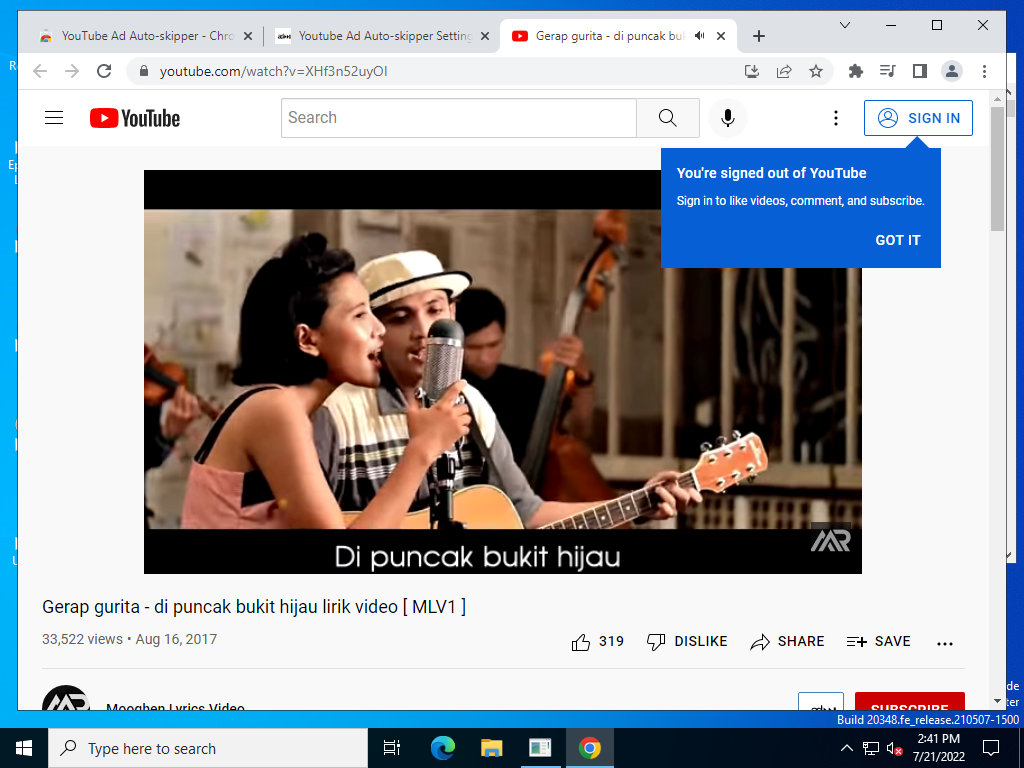 YouTube Ad Auto-skipper - Chro
Youtube Ad Auto-skipper Setting
Gerap gurita - di puncak buk
youtube.com/watch?v=XHf3n52uyOI
YouTube
Search
SIGN IN
You're signed out of YouTube
Sign in to like videos, comment, and subscribe.
GOT IT
Di puncak bukit hijau
MR
Gerap gurita - di puncak bukit hijau lirik video [ MLV1 ]
33,522 views • Aug 16, 2017
319
DISLIKE
SHARE
SAVE
Mooghen Lyrics Video
SUBSCRIBE
Build 20348.fe_release.210507-1500
Type here to search
2:41 PM
7/21/2022